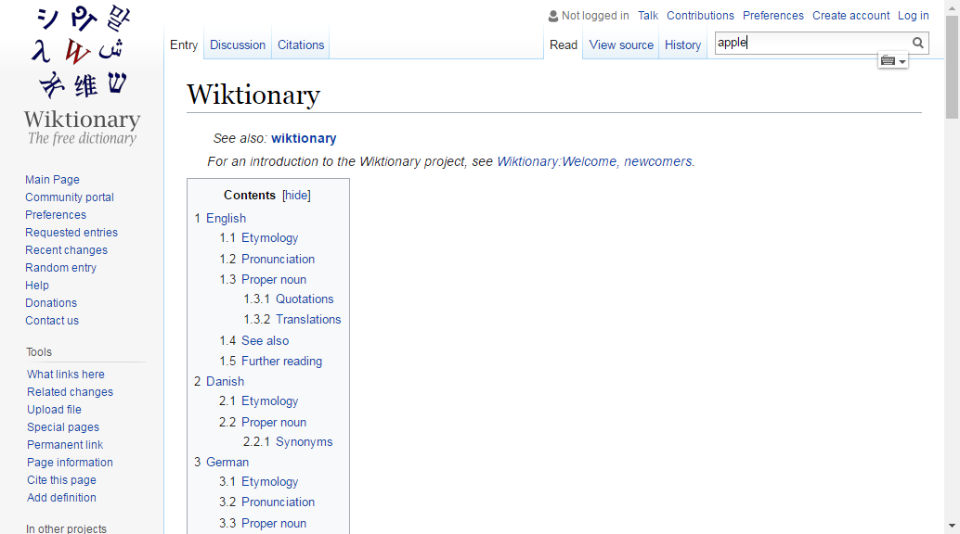 シ Ря 말
λ W ش
木 维 ש
Wiktionary
The free dictionary
Main Page
Community portal
Preferences
Requested entries
Recent changes
Random entry
Help
Donations
Contact us
Tools
What links here
Related changes
Upload file
Special pages
Permanent link
Page information
Cite this page
Add definition
In other projects
Not logged in Talk Contributions Preferences Create account Log in
Entry Discussion Citations Read View source History apple
Wiktionary
See also: wiktionary
For an introduction to the Wiktionary project, see Wiktionary:Welcome, newcomers.
Contents [hide]
1 English
1.1 Etymology
1.2 Pronunciation
1.3 Proper noun
1.3.1 Quotations
1.3.2 Translations
1.4 See also
1.5 Further reading
2 Danish
2.1 Etymology
2.2 Proper noun
2.2.1 Synonyms
3 German
3.1 Etymology
3.2 Pronunciation
3.3 Proper noun